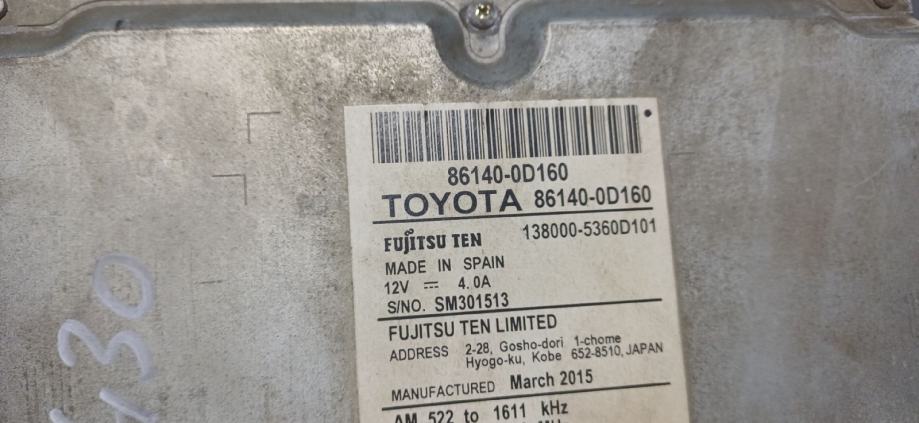 86140-0D160
TOYOTA 86140-0D160
FUJITSU TEN 138000-5360D101
MADE IN SPAIN
12V ⎓ 4.0A
S/NO. SM301513
FUJITSU TEN LIMITED
ADDRESS 2-28, Gosho-dori 1-chome
Hyogo-ku, Kobe 652-8510, JAPAN
MANUFACTURED March 2015
AM 522 to 1611 kHz
430